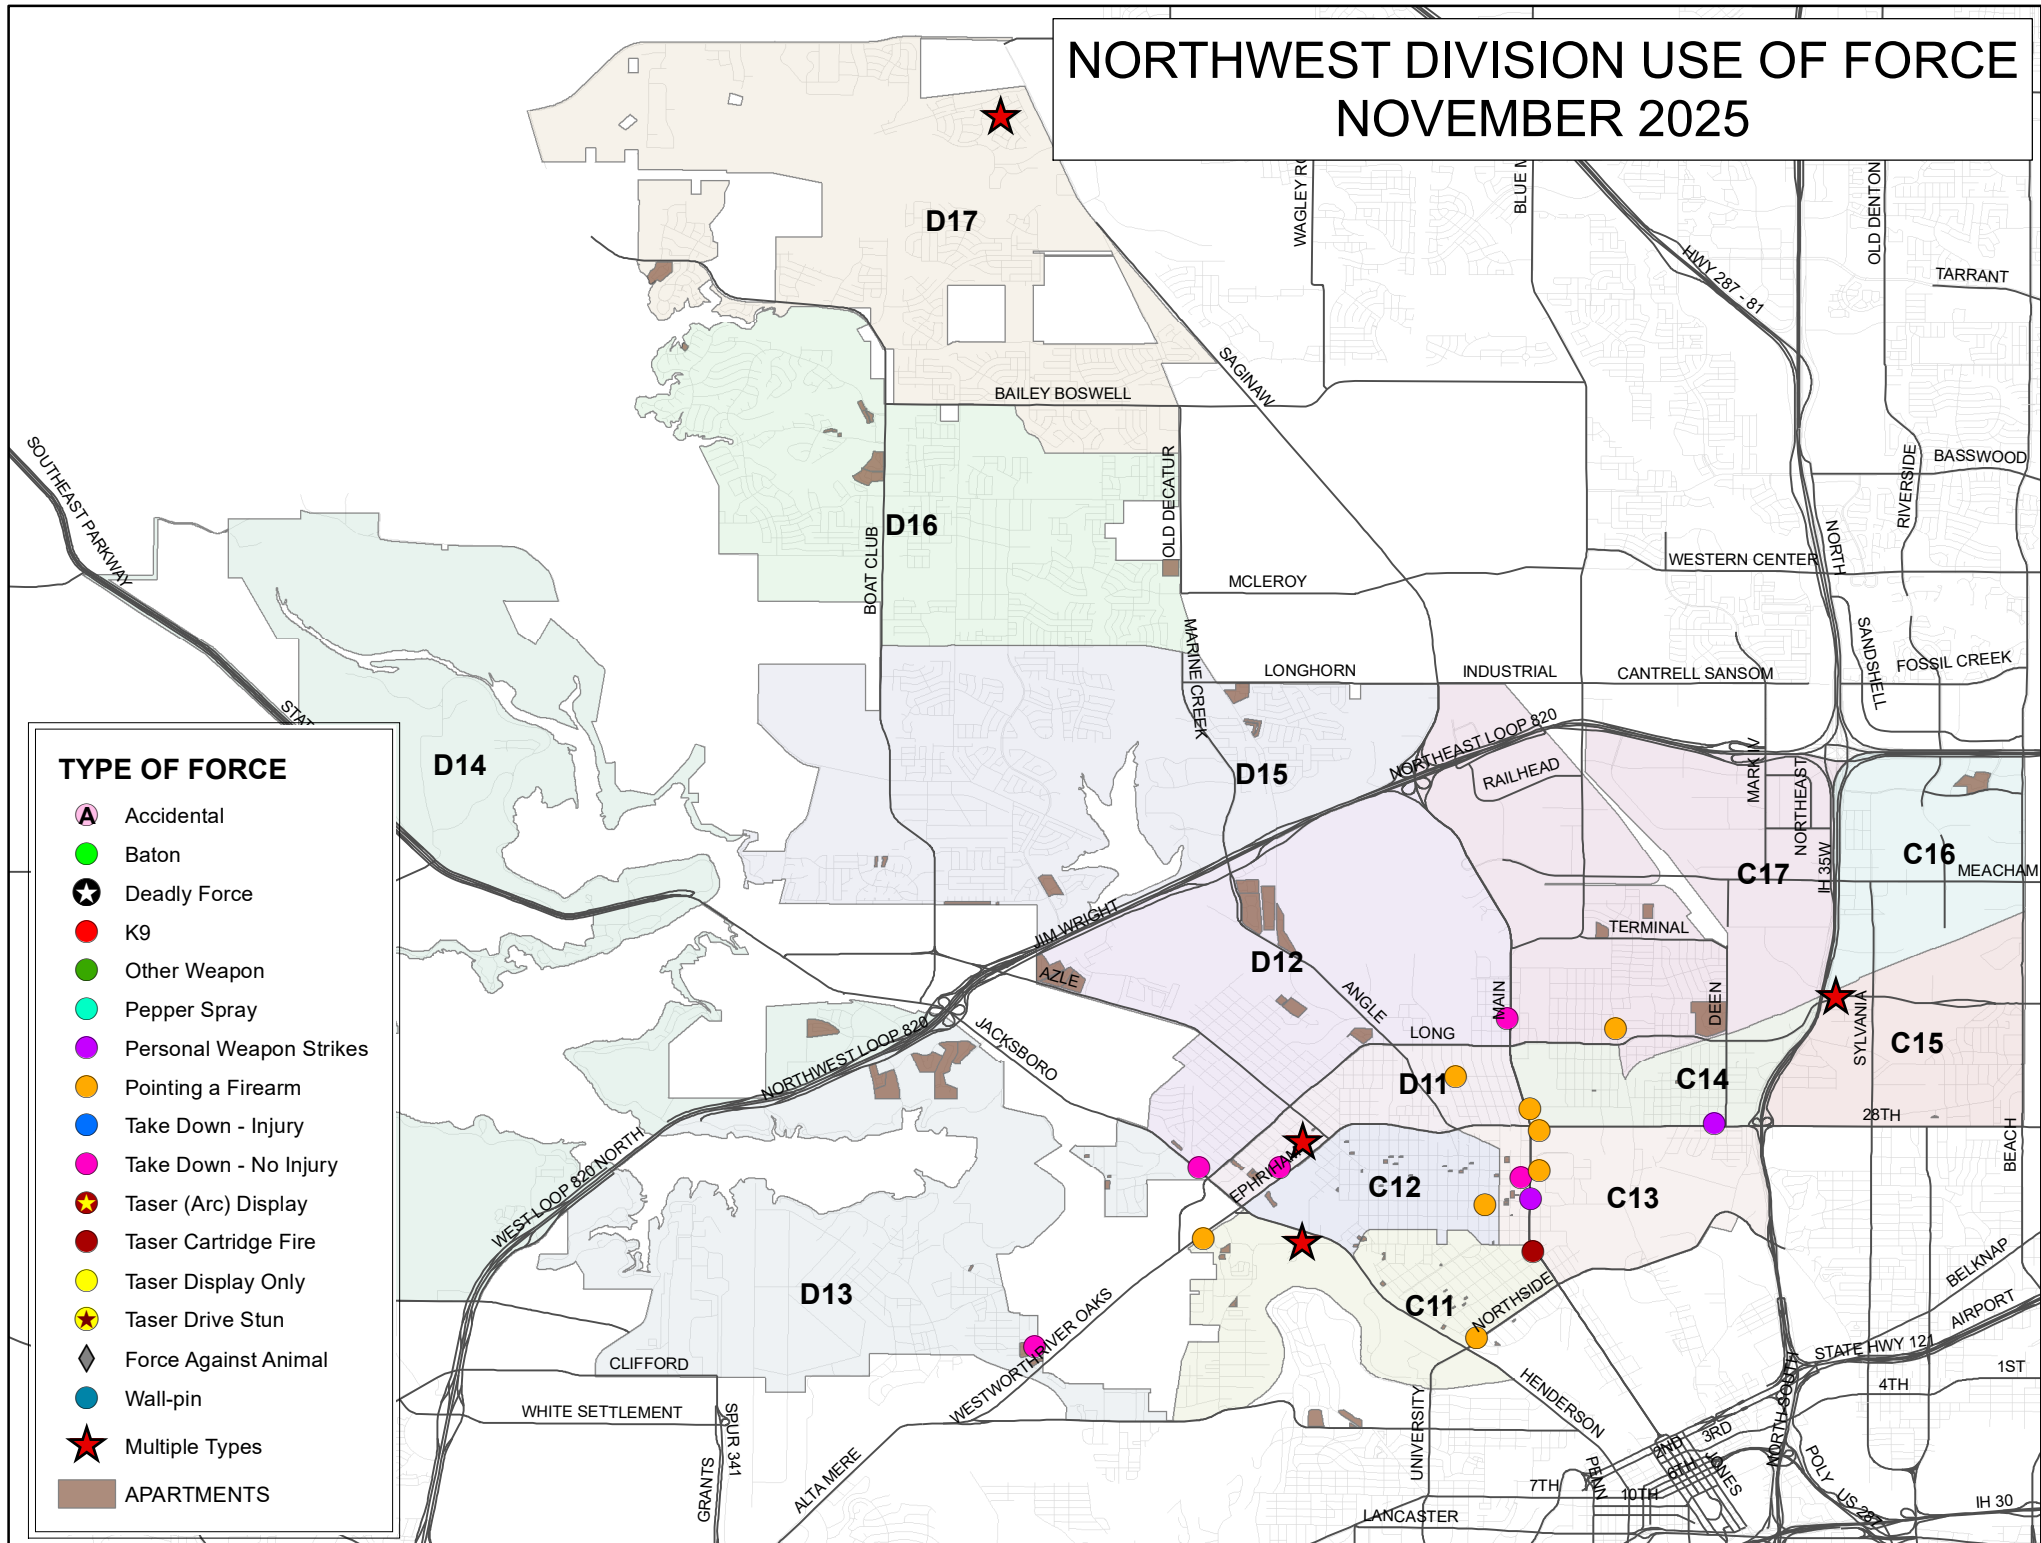 NORTHWEST DIVISION USE OF FORCE
NOVEMBER 2025
WAGLEY
BLUE
OLD DENTON
HWY 287 - 81
TARRANT
D17
SAGINAW
BAILEY BOSWELL
SOUTHEAST PARKWAY
OLD DECATUR
RIVERSIDE
BASSWOOD
D16
BOAT CLUB
NORTH
WESTERN CENTER
MCLEROY
MARINE CREEK
SANDSHELL
LONGHORN
INDUSTRIAL
CANTRELL SANSOM
FOSSIL CREEK
D14
D15
NORTHEAST LOOP 820
RAILHEAD
MARK IV
NORTHEAST
IH 35W
C17
C16
MEACHAM
JIM WRIGHT
AZLE
D12
ANGLE
MAIN
TERMINAL
DEEN
SYLVANIA
C15
NORTHWEST LOOP 820
JACKSBORO
LONG
D11
C14
28TH
BEACH
WEST LOOP 820 NORTH
EPHRIHAM
C12
C13
D13
WESTWORTH
RIVER OAKS
C11
NORTHSIDE
BELKNAP
AIRPORT
STATE HWY 121
1ST
4TH
CLIFFORD
WHITE SETTLEMENT
SPUR 341
GRANTS
ALTA MERE
UNIVERSITY
HENDERSON
NORTH-SOUTH
2ND
3RD
6TH
JONES
POLY
US 287
PENN
7TH
10TH
LANCASTER
IH 30
TYPE OF FORCE
A Accidental
Baton
Deadly Force
K9
Other Weapon
Pepper Spray
Personal Weapon Strikes
Pointing a Firearm
Take Down - Injury
Take Down - No Injury
Taser (Arc) Display
Taser Cartridge Fire
Taser Display Only
Taser Drive Stun
Force Against Animal
Wall-pin
Multiple Types
APARTMENTS